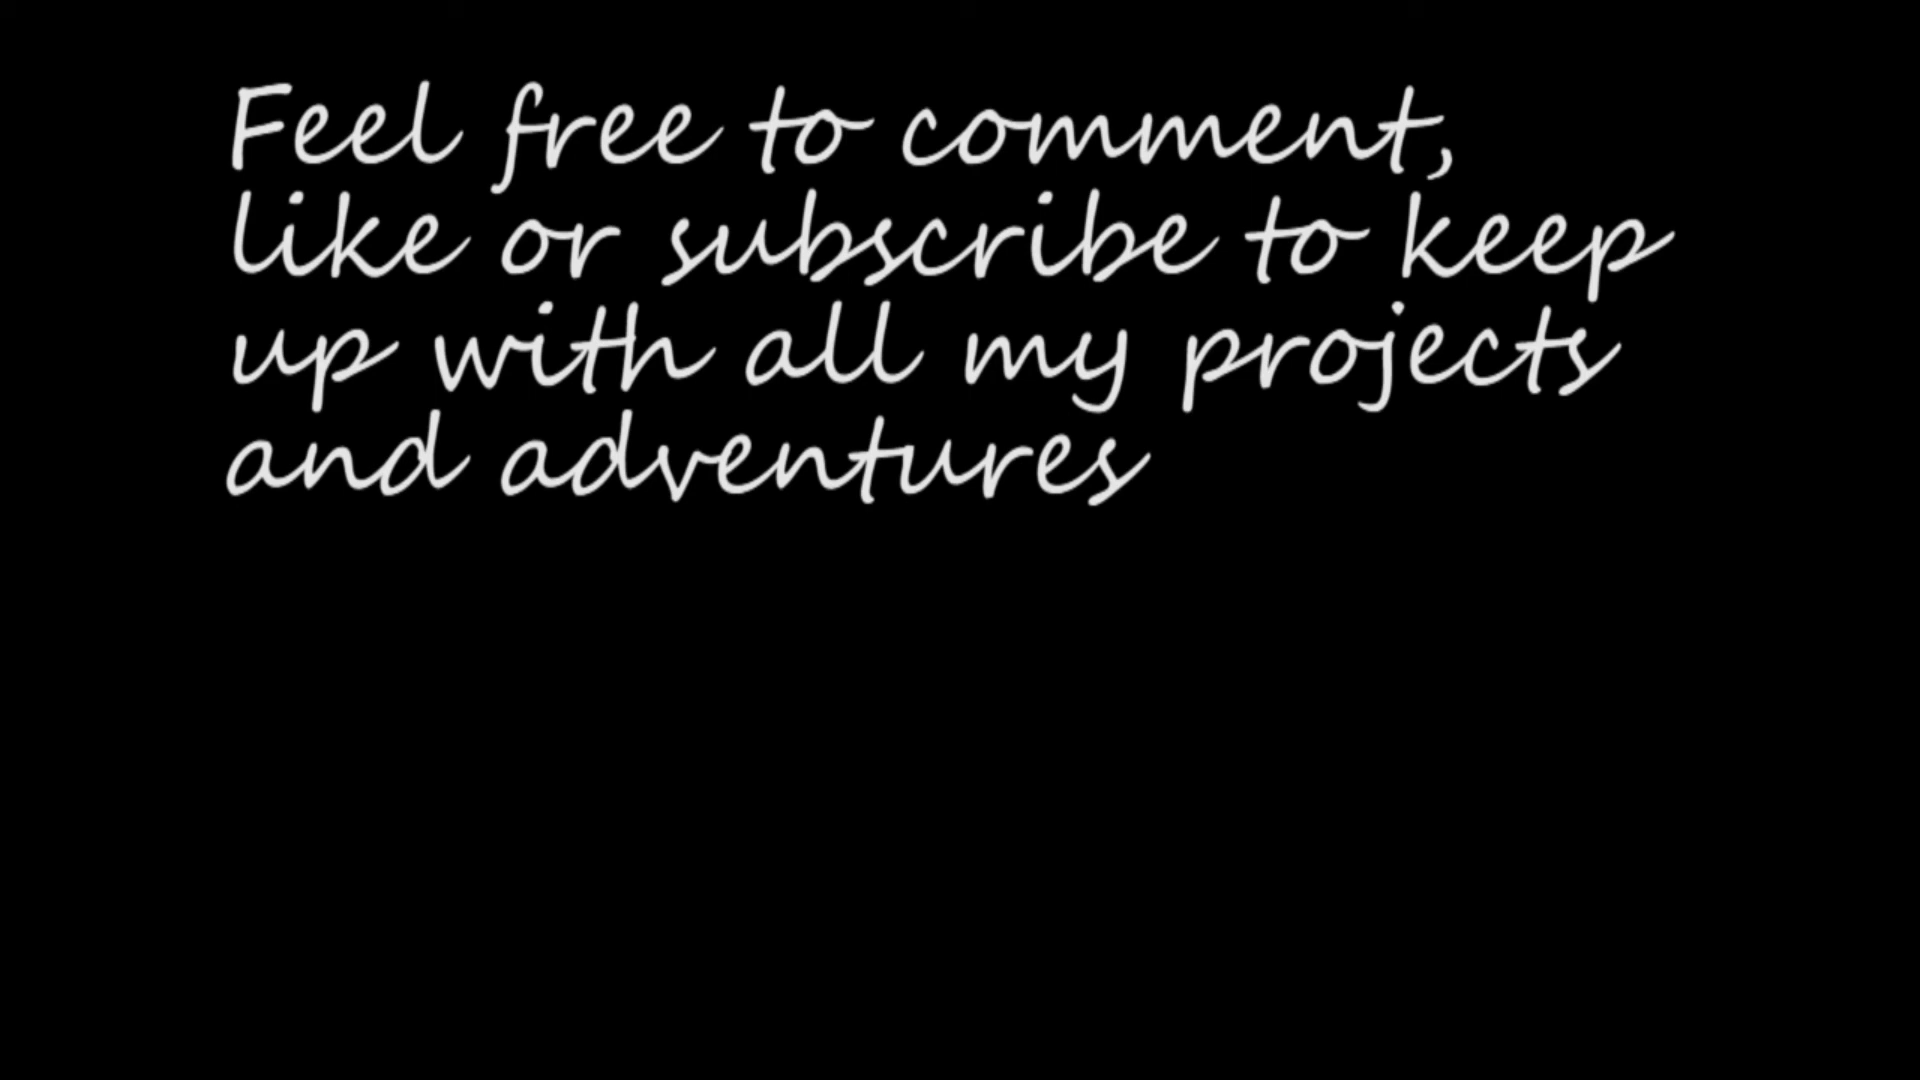 Feel free to comment,
like or subscribe to keep
up with all my projects
and adventures